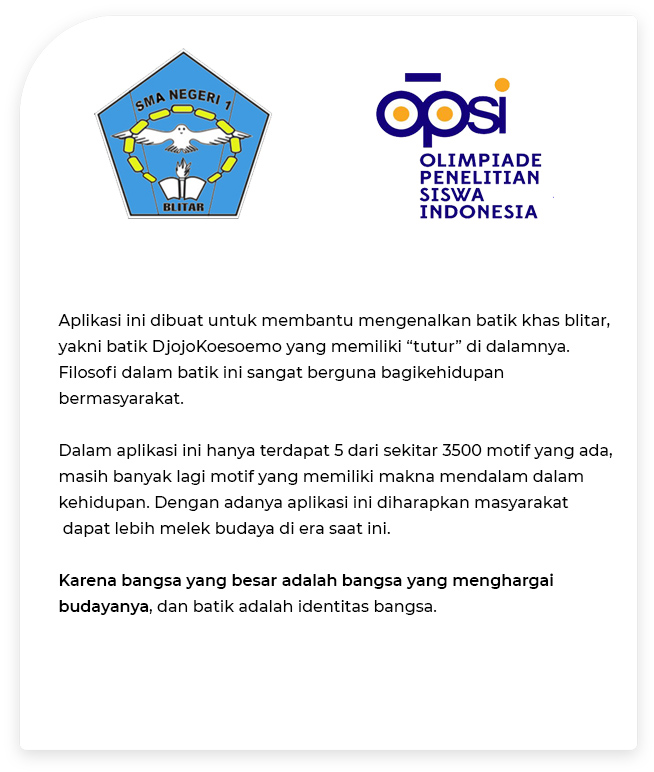 SMA NEGERI 1
BLITAR
opsi
OLIMPIADE
PENELITIAN
SISWA
INDONESIA
Aplikasi ini dibuat untuk membantu mengenalkan batik khas blitar,
yakni batik DjojoKoesoemo yang memiliki “tutur” di dalamnya.
Filosofi dalam batik ini sangat berguna bagikehidupan
bermasyarakat.
Dalam aplikasi ini hanya terdapat 5 dari sekitar 3500 motif yang ada,
masih banyak lagi motif yang memiliki makna mendalam dalam
kehidupan. Dengan adanya aplikasi ini diharapkan masyarakat
dapat lebih melek budaya di era saat ini.
Karena bangsa yang besar adalah bangsa yang menghargai
budayanya, dan batik adalah identitas bangsa.